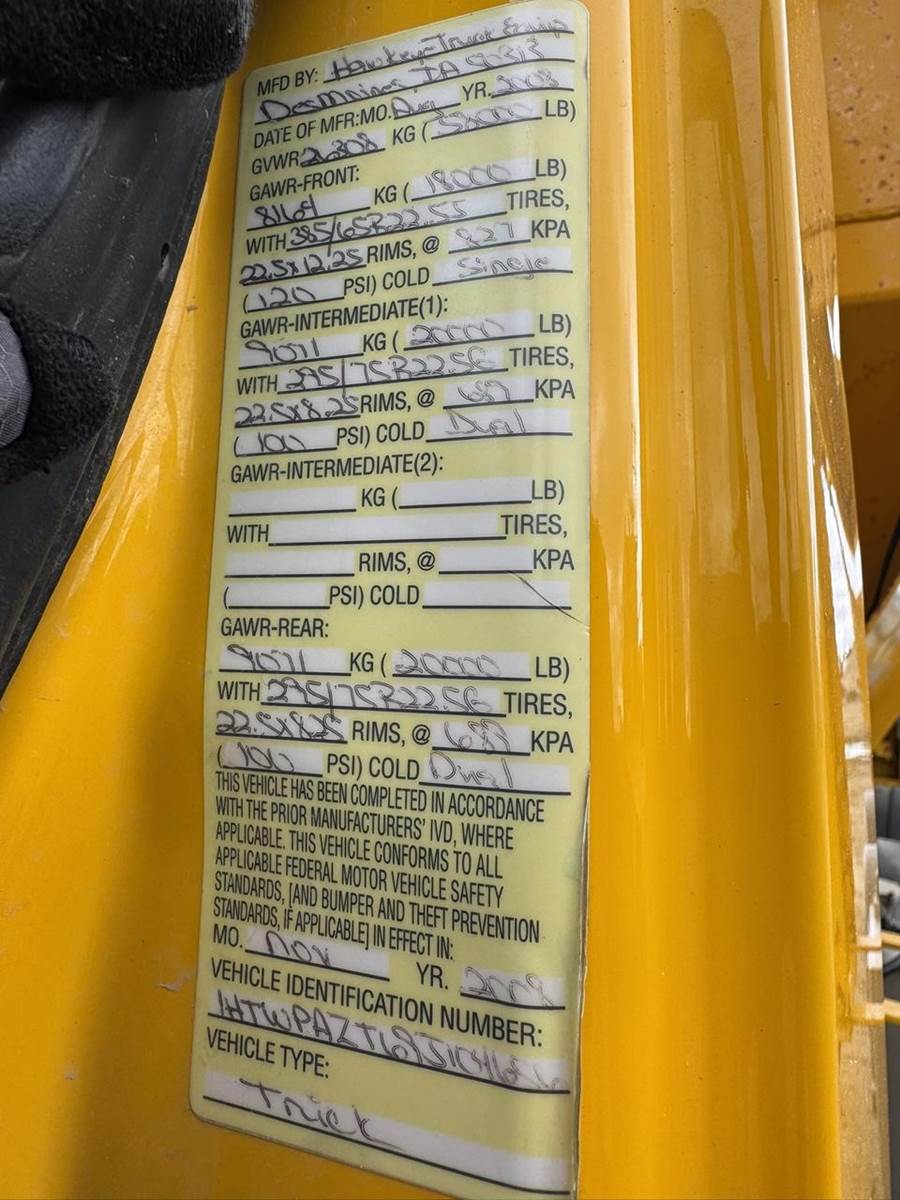 MFD BY: Hawkeye Truck Equip
DesMoines, IA 50313
DATE OF MFR: MO. Aug YR. 2008
GVWR 26308 KG (58000 LB)
GAWR-FRONT:
8164 KG (18000 LB)
WITH 385/65R22.5J TIRES,
22.5x12.25 RIMS, @ 827 KPA
(120 PSI) COLD Single
GAWR-INTERMEDIATE(1):
9071 KG (20000 LB)
WITH 295/75R22.5G TIRES,
22.5x8.25 RIMS, @ 689 KPA
(100 PSI) COLD Dual
GAWR-INTERMEDIATE(2):
KG ( LB)
WITH TIRES,
RIMS, @ KPA
( PSI) COLD
GAWR-REAR:
9071 KG (20000 LB)
WITH 295/75R22.5G TIRES,
22.5x8.25 RIMS, @ 689 KPA
(100 PSI) COLD Dual
THIS VEHICLE HAS BEEN COMPLETED IN ACCORDANCE
WITH THE PRIOR MANUFACTURERS' IVD, WHERE
APPLICABLE. THIS VEHICLE CONFORMS TO ALL
APPLICABLE FEDERAL MOTOR VEHICLE SAFETY
STANDARDS, [AND BUMPER AND THEFT PREVENTION
STANDARDS, IF APPLICABLE] IN EFFECT IN:
MO. Nov YR. 2008
VEHICLE IDENTIFICATION NUMBER:
VEHICLE TYPE:
Truck